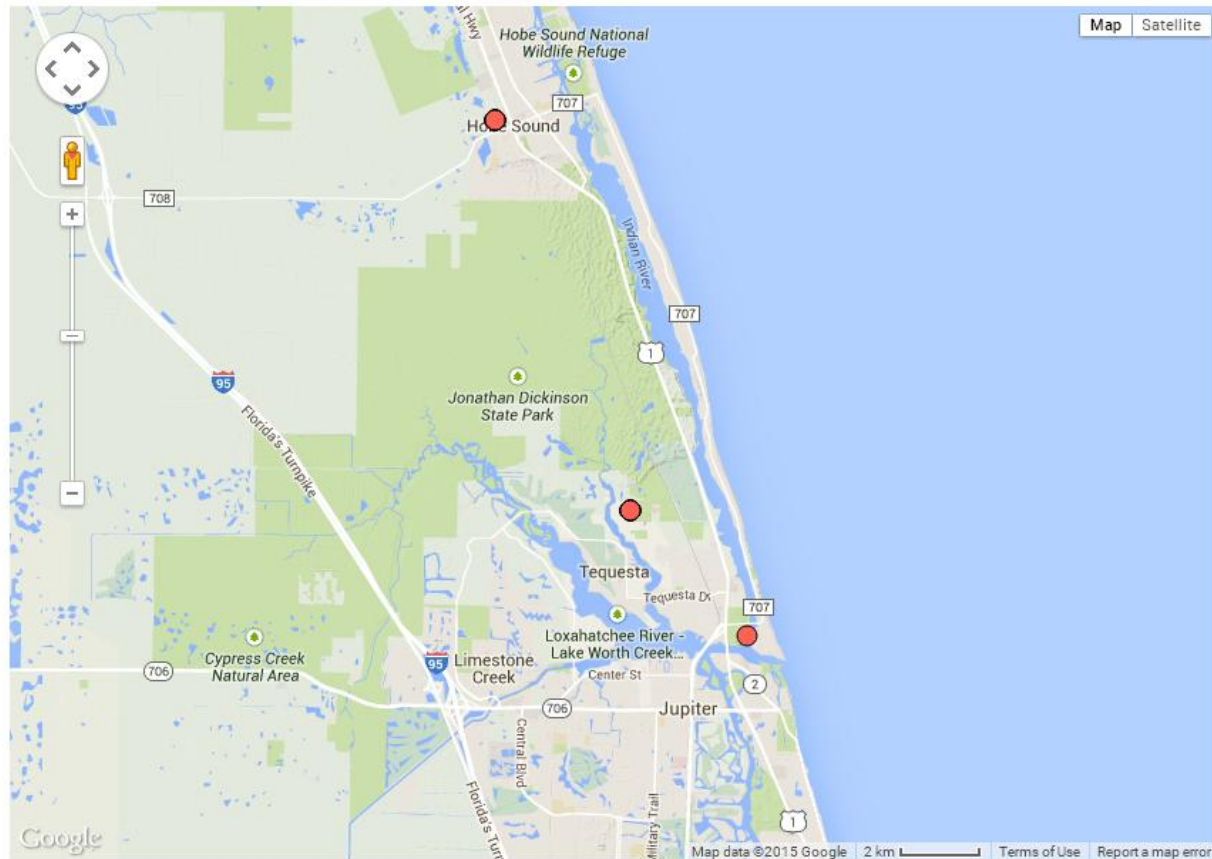 Map Satellite
al Hwy
Hobe Sound National
Wildlife Refuge
707
95
Hobe Sound
708
Indian River
707
1
95
Jonathan Dickinson
State Park
Florida's Turnpike
Tequesta
Tequesta Dr
707
Loxahatchee River -
Lake Worth Creek...
Cypress Creek
Natural Area
706
95
Limestone
Creek
Center St
2
706
Jupiter
Central Blvd
Florida's Turn
Military Trail
1
Google
Map data ©2015 Google 2 km Terms of Use Report a map error